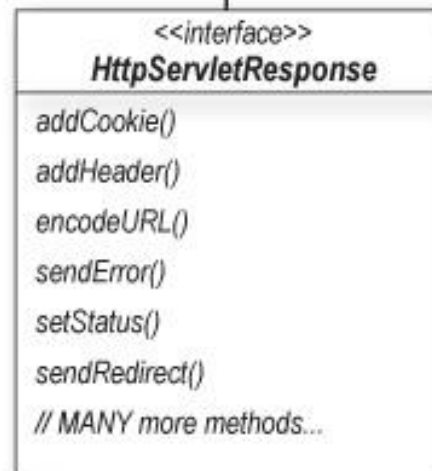 <<interface>>
HttpServletResponse
addCookie()
addHeader()
encodeURL()
sendError()
setStatus()
sendRedirect()
// MANY more methods...